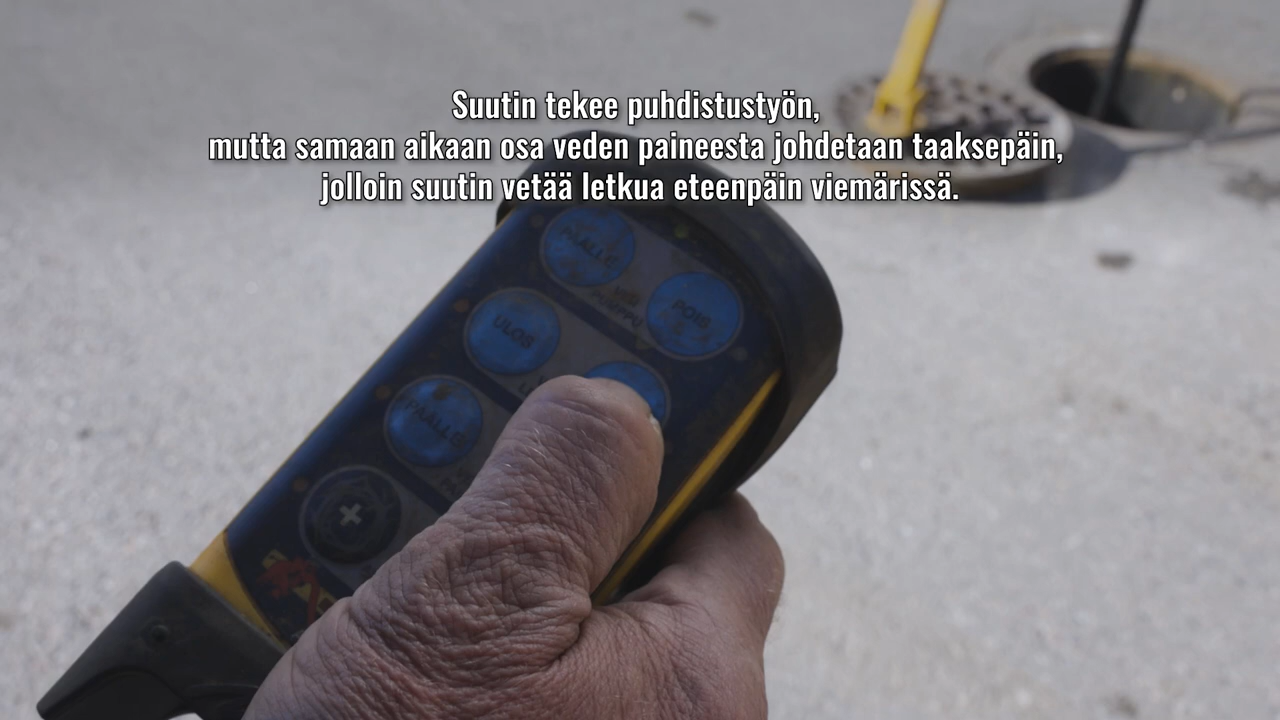 Suutin tekee puhdistustyön,
mutta samaan aikaan osa veden paineesta johdetaan taaksepäin,
jolloin suutin vetää letkua eteenpäin viemärissä.
PÄÄLLE
POIS
ULOS
PÄÄLLE
+